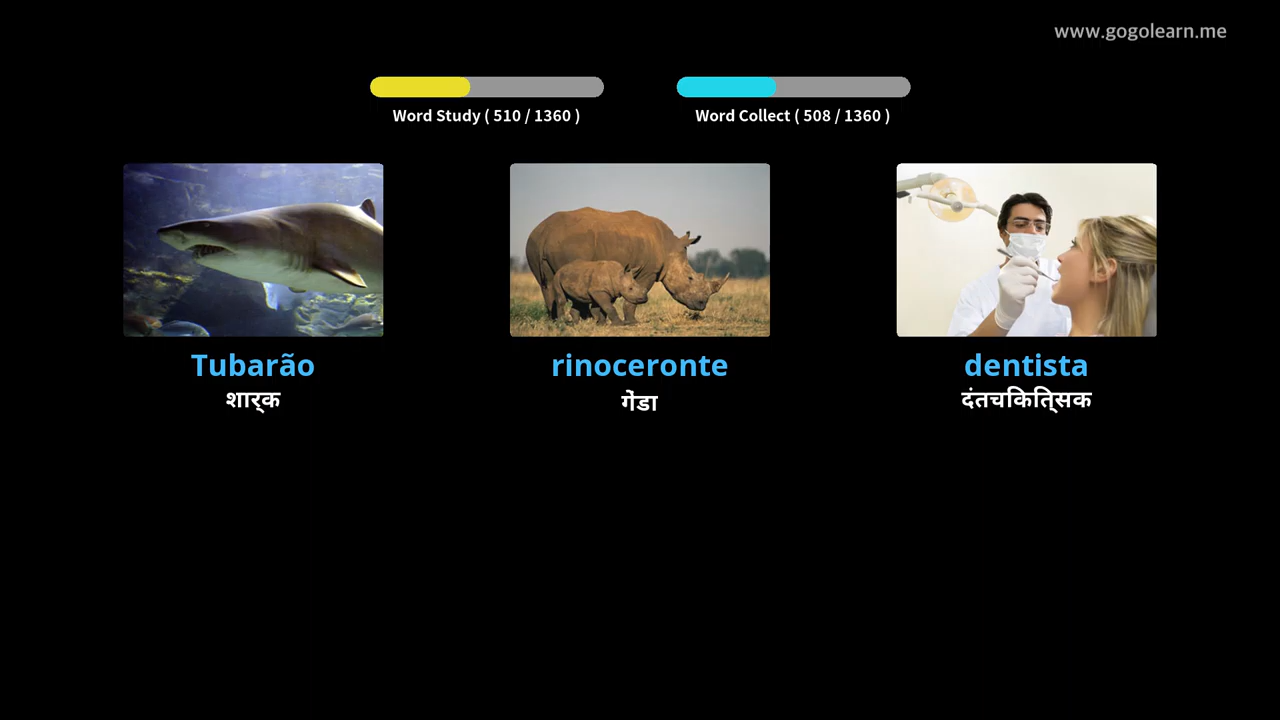 www.gogolearn.me
Word Study ( 510 / 1360 )
Word Collect ( 508 / 1360 )
Tubarão
शार्क
rinoceronte
गेंडा
dentista
दंतचिकित्सक